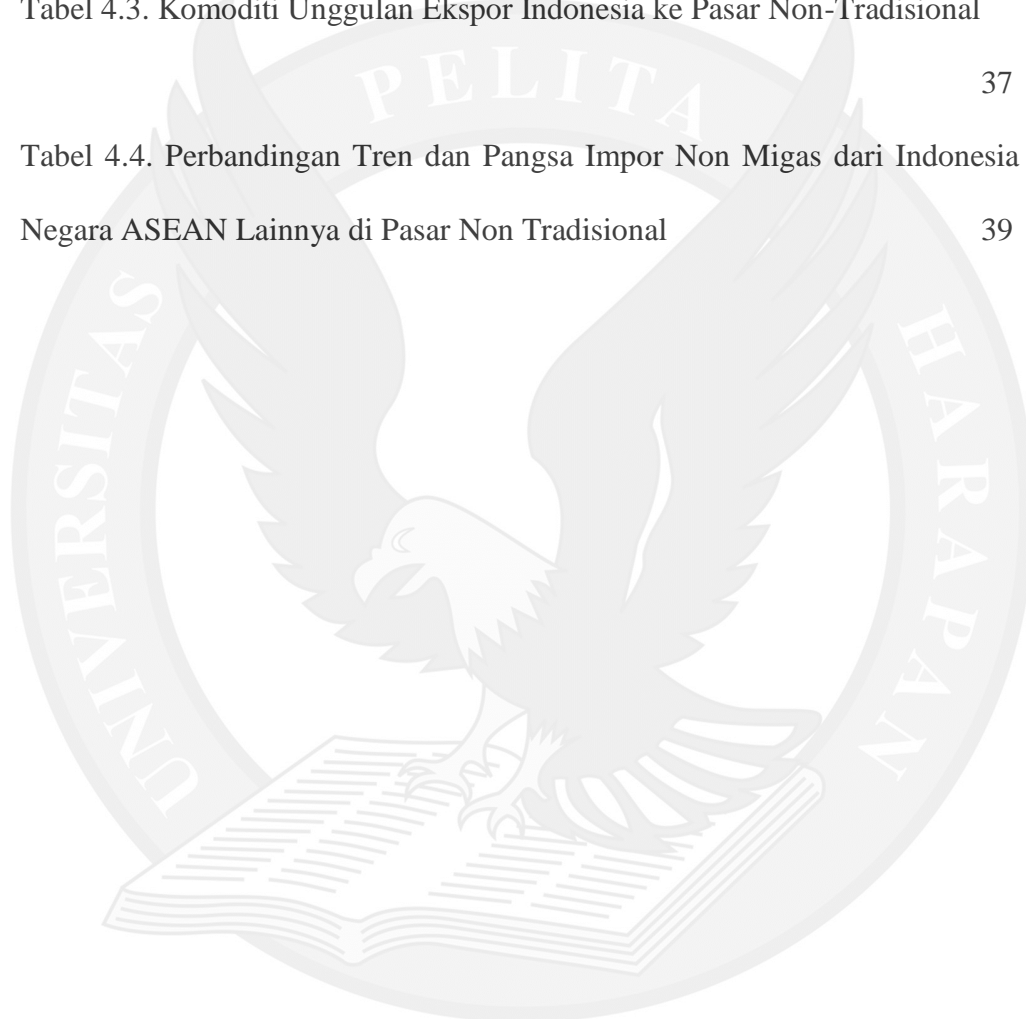 Tabel 4.3. Komoditi Unggulan Ekspor Indonesia ke Pasar Non-Tradisional
37
Tabel 4.4. Perbandingan Tren dan Pangsa Impor Non Migas dari Indonesia
Negara ASEAN Lainnya di Pasar Non Tradisional 39
UNIVERSITAS PELITA HARAPAN